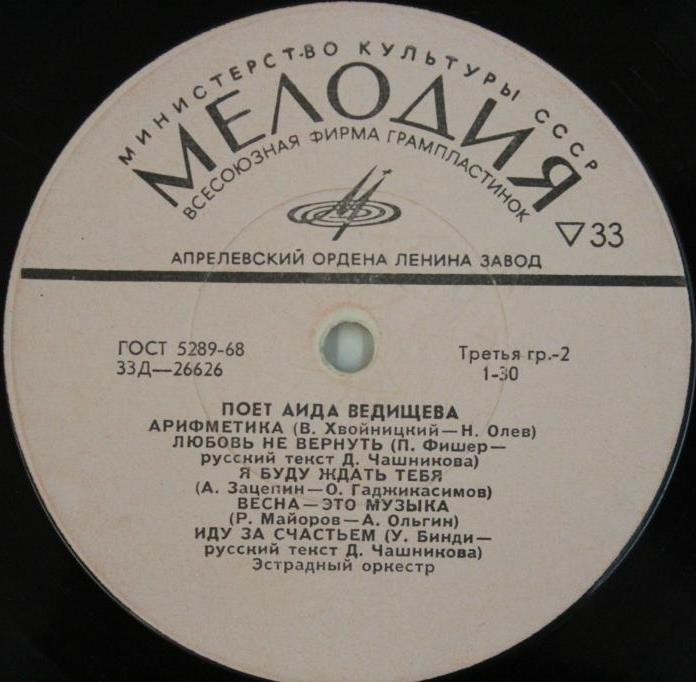 МИНИСТЕРСТВО КУЛЬТУРЫ СССР
МЕЛОДИЯ
ВСЕСОЮЗНАЯ ФИРМА ГРАМПЛАСТИНОК
▽33
АПРЕЛЕВСКИЙ ОРДЕНА ЛЕНИНА ЗАВОД
ГОСТ 5289-68
33Д—26626
Третья гр.-2
1-30
ПОЕТ АИДА ВЕДИЩЕВА
АРИФМЕТИКА (В. Хвойницкий—Н. Олев)
ЛЮБОВЬ НЕ ВЕРНУТЬ (П. Фишер—
русский текст Д. Чашникова)
Я БУДУ ЖДАТЬ ТЕБЯ
(А. Зацепин—О. Гаджикасимов)
ВЕСНА—ЭТО МУЗЫКА
(Р. Майоров—А. Ольгин)
ИДУ ЗА СЧАСТЬЕМ (У. Бинди—
русский текст Д. Чашникова)
Эстрадный оркестр